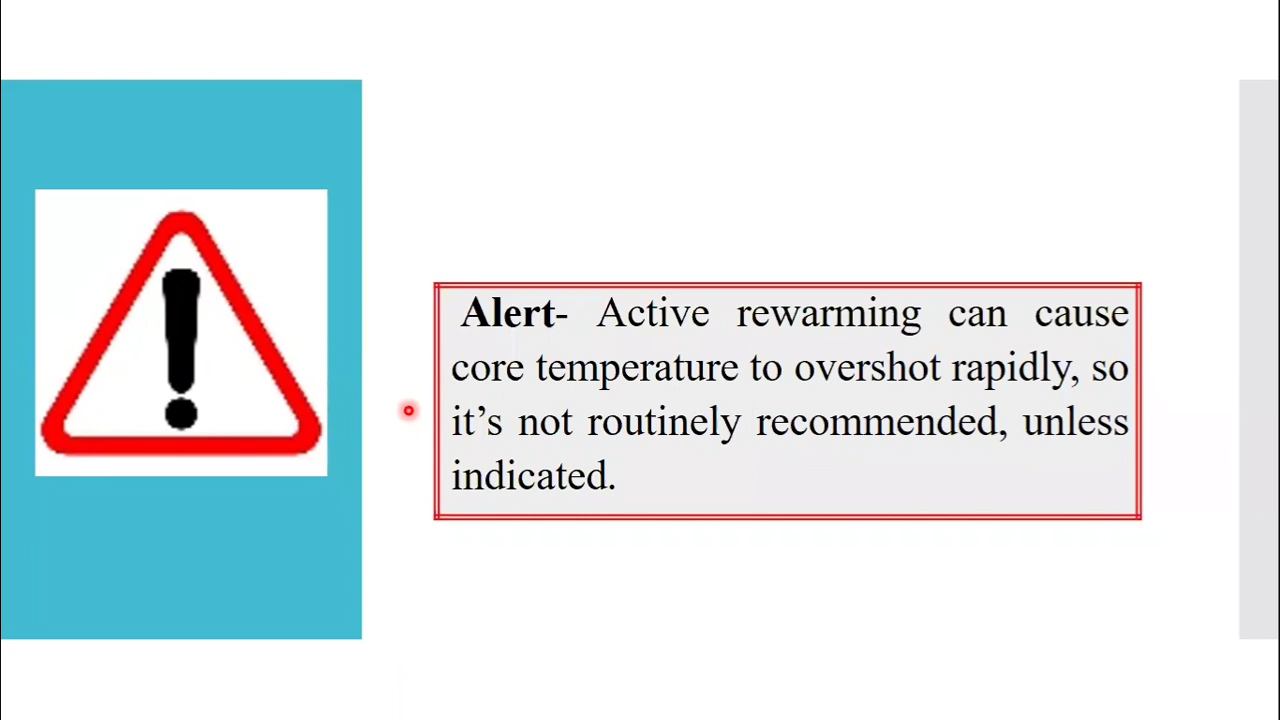 Alert- Active rewarming can cause
core temperature to overshot rapidly, so
it’s not routinely recommended, unless
indicated.